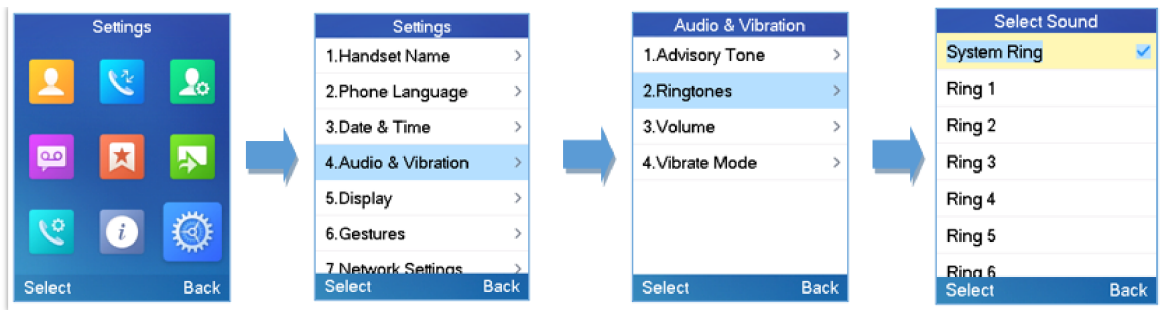 Settings
Select Back
Settings
1.Handset Name
2.Phone Language
3.Date & Time
4.Audio & Vibration
5.Display
6.Gestures
7.Network Settings
Select Back
Audio & Vibration
1.Advisory Tone
2.Ringtones
3.Volume
4.Vibrate Mode
Select Back
Select Sound
System Ring
Ring 1
Ring 2
Ring 3
Ring 4
Ring 5
Ring 6
Select Back